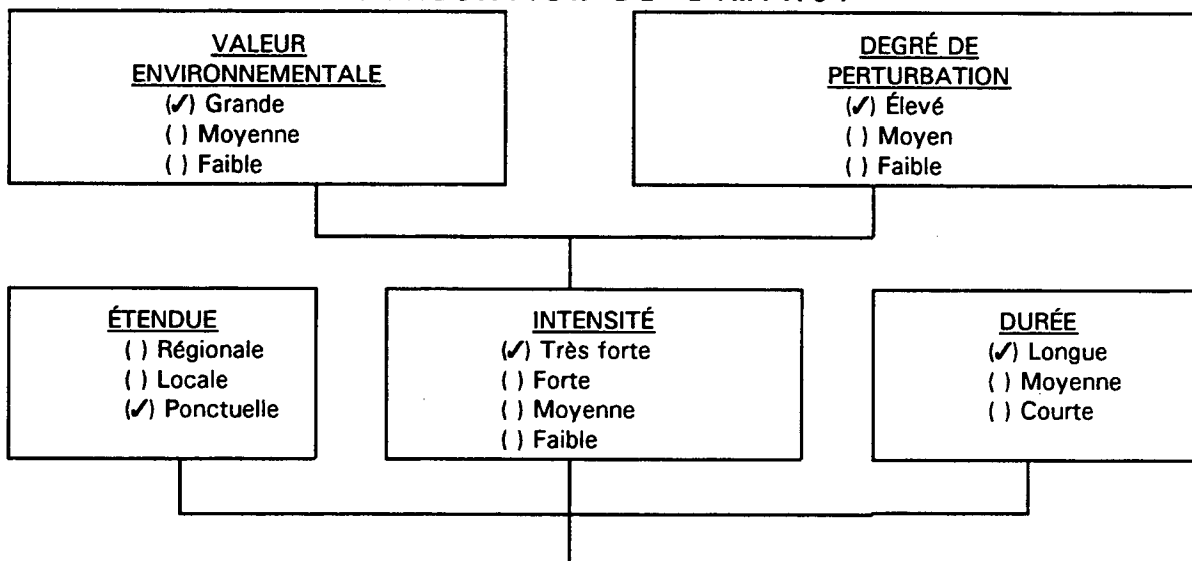 VALEUR
ENVIRONNEMENTALE
(✓) Grande
( ) Moyenne
( ) Faible
DEGRÉ DE
PERTURBATION
(✓) Élevé
( ) Moyen
( ) Faible
ÉTENDUE
( ) Régionale
( ) Locale
(✓) Ponctuelle
INTENSITÉ
(✓) Très forte
( ) Forte
( ) Moyenne
( ) Faible
DURÉE
(✓) Longue
( ) Moyenne
( ) Courte